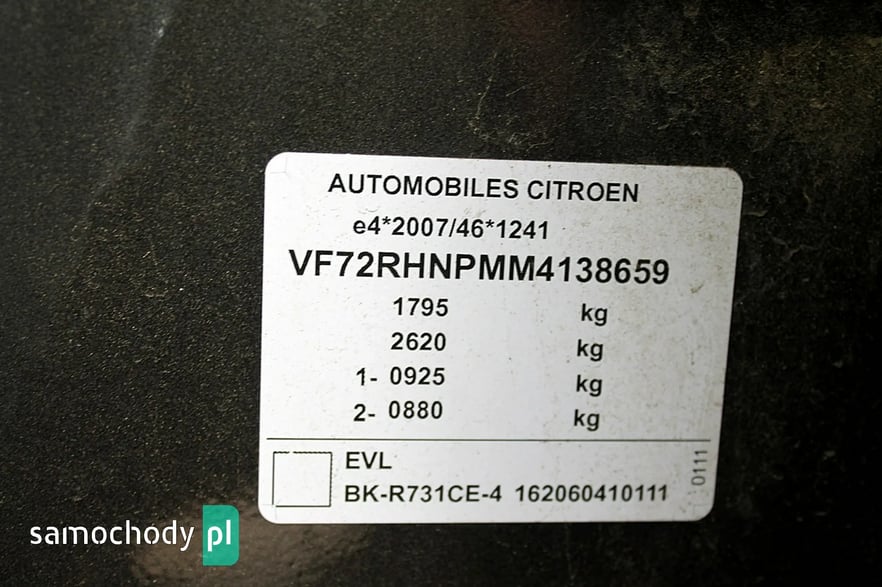 AUTOMOBILES CITROEN
e4*2007/46*1241
VF72RHNPMM4138659
1795 kg
2620 kg
1- 0925 kg
2- 0880 kg
EVL
BK-R731CE-4 162060410111
0111
samochody pl